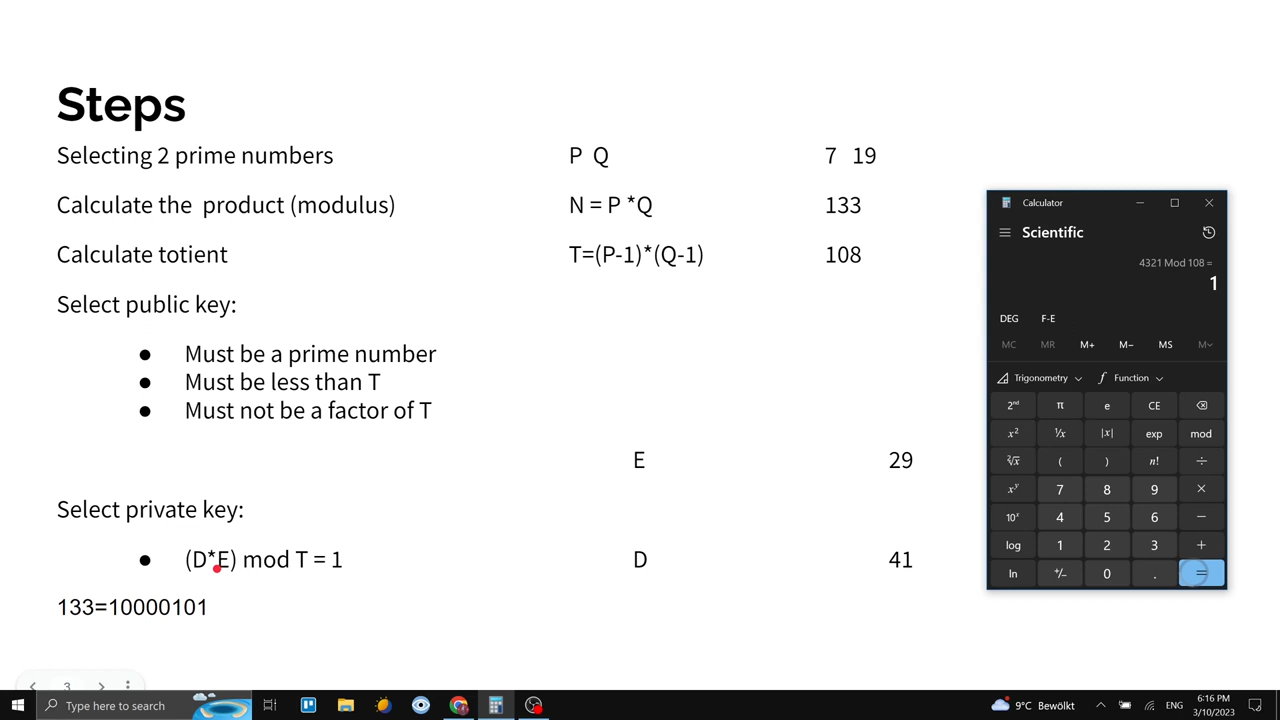 Steps
Selecting 2 prime numbers P Q 7 19
Calculate the product (modulus) N = P *Q 133
Calculate totient T=(P-1)*(Q-1) 108
Select public key:
● Must be a prime number
● Must be less than T
● Must not be a factor of T
E 29
Select private key:
● (D*E) mod T = 1 D 41
133=10000101
3
Calculator
Scientific
4321 Mod 108 =
1
DEG F-E
MC MR M+ M− MS M˅
Trigonometry Function
2ⁿᵈ π e CE
x² ¹/x |x| exp mod
²√x ( ) n! ÷
xʸ 7 8 9 ×
10ˣ 4 5 6 −
log 1 2 3 +
ln +/− 0 . =
Type here to search
9°C Bewölkt ENG 6:16 PM
3/10/2023